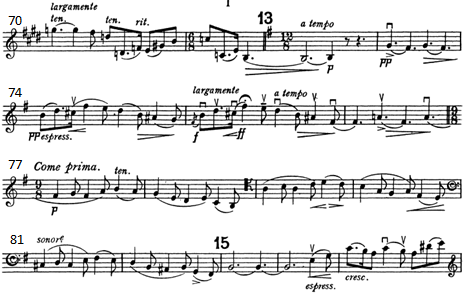 1
70 largamente 13
ten. ten. rit. a tempo
p pp
74 largamente a tempo
pp espress. f ff
77 Come prima. ten.
p
81 sonore 15
espress. cresc.